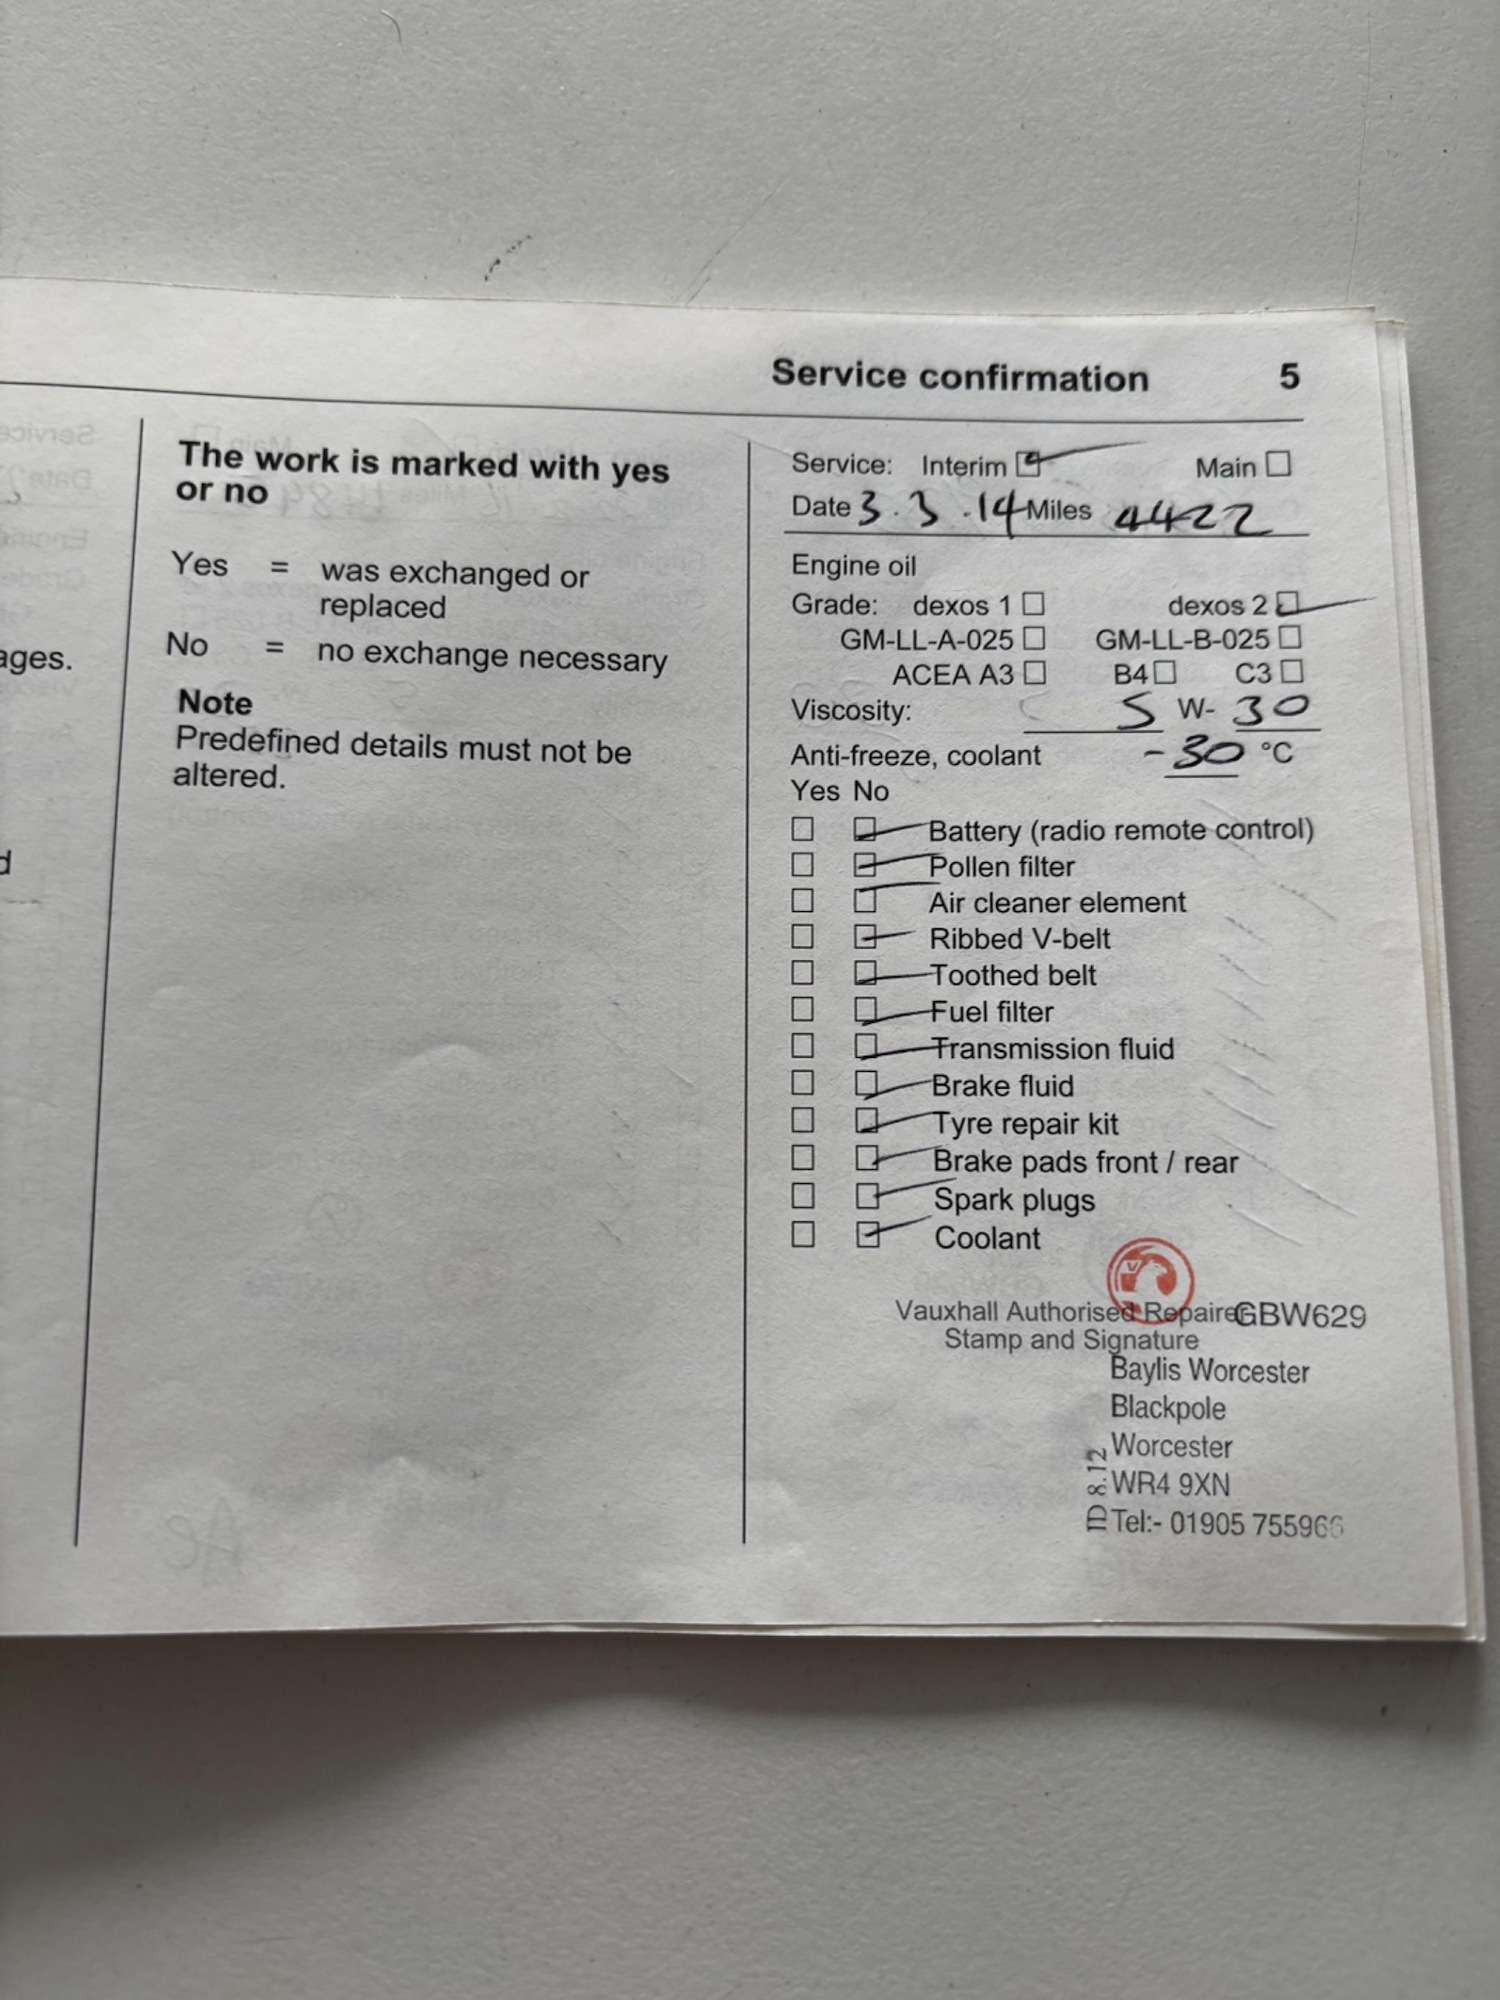 Service confirmation 5
ages.
The work is marked with yes
or no
Yes = was exchanged or
replaced
No = no exchange necessary
Note
Predefined details must not be
altered.
Service: Interim Main
Date 3.3.14 Miles 4422
Engine oil
Grade: dexos 1 dexos 2
GM-LL-A-025 GM-LL-B-025
ACEA A3 B4 C3
Viscosity: 5 W- 30
Anti-freeze, coolant -30 °C
Yes No
Battery (radio remote control)
Pollen filter
Air cleaner element
Ribbed V-belt
Toothed belt
Fuel filter
Transmission fluid
Brake fluid
Tyre repair kit
Brake pads front / rear
Spark plugs
Coolant
Vauxhall Authorised Repairer GBW629
Stamp and Signature
Baylis Worcester
Blackpole
Worcester
WR4 9XN
Tel:- 01905 755966
TD 8.12